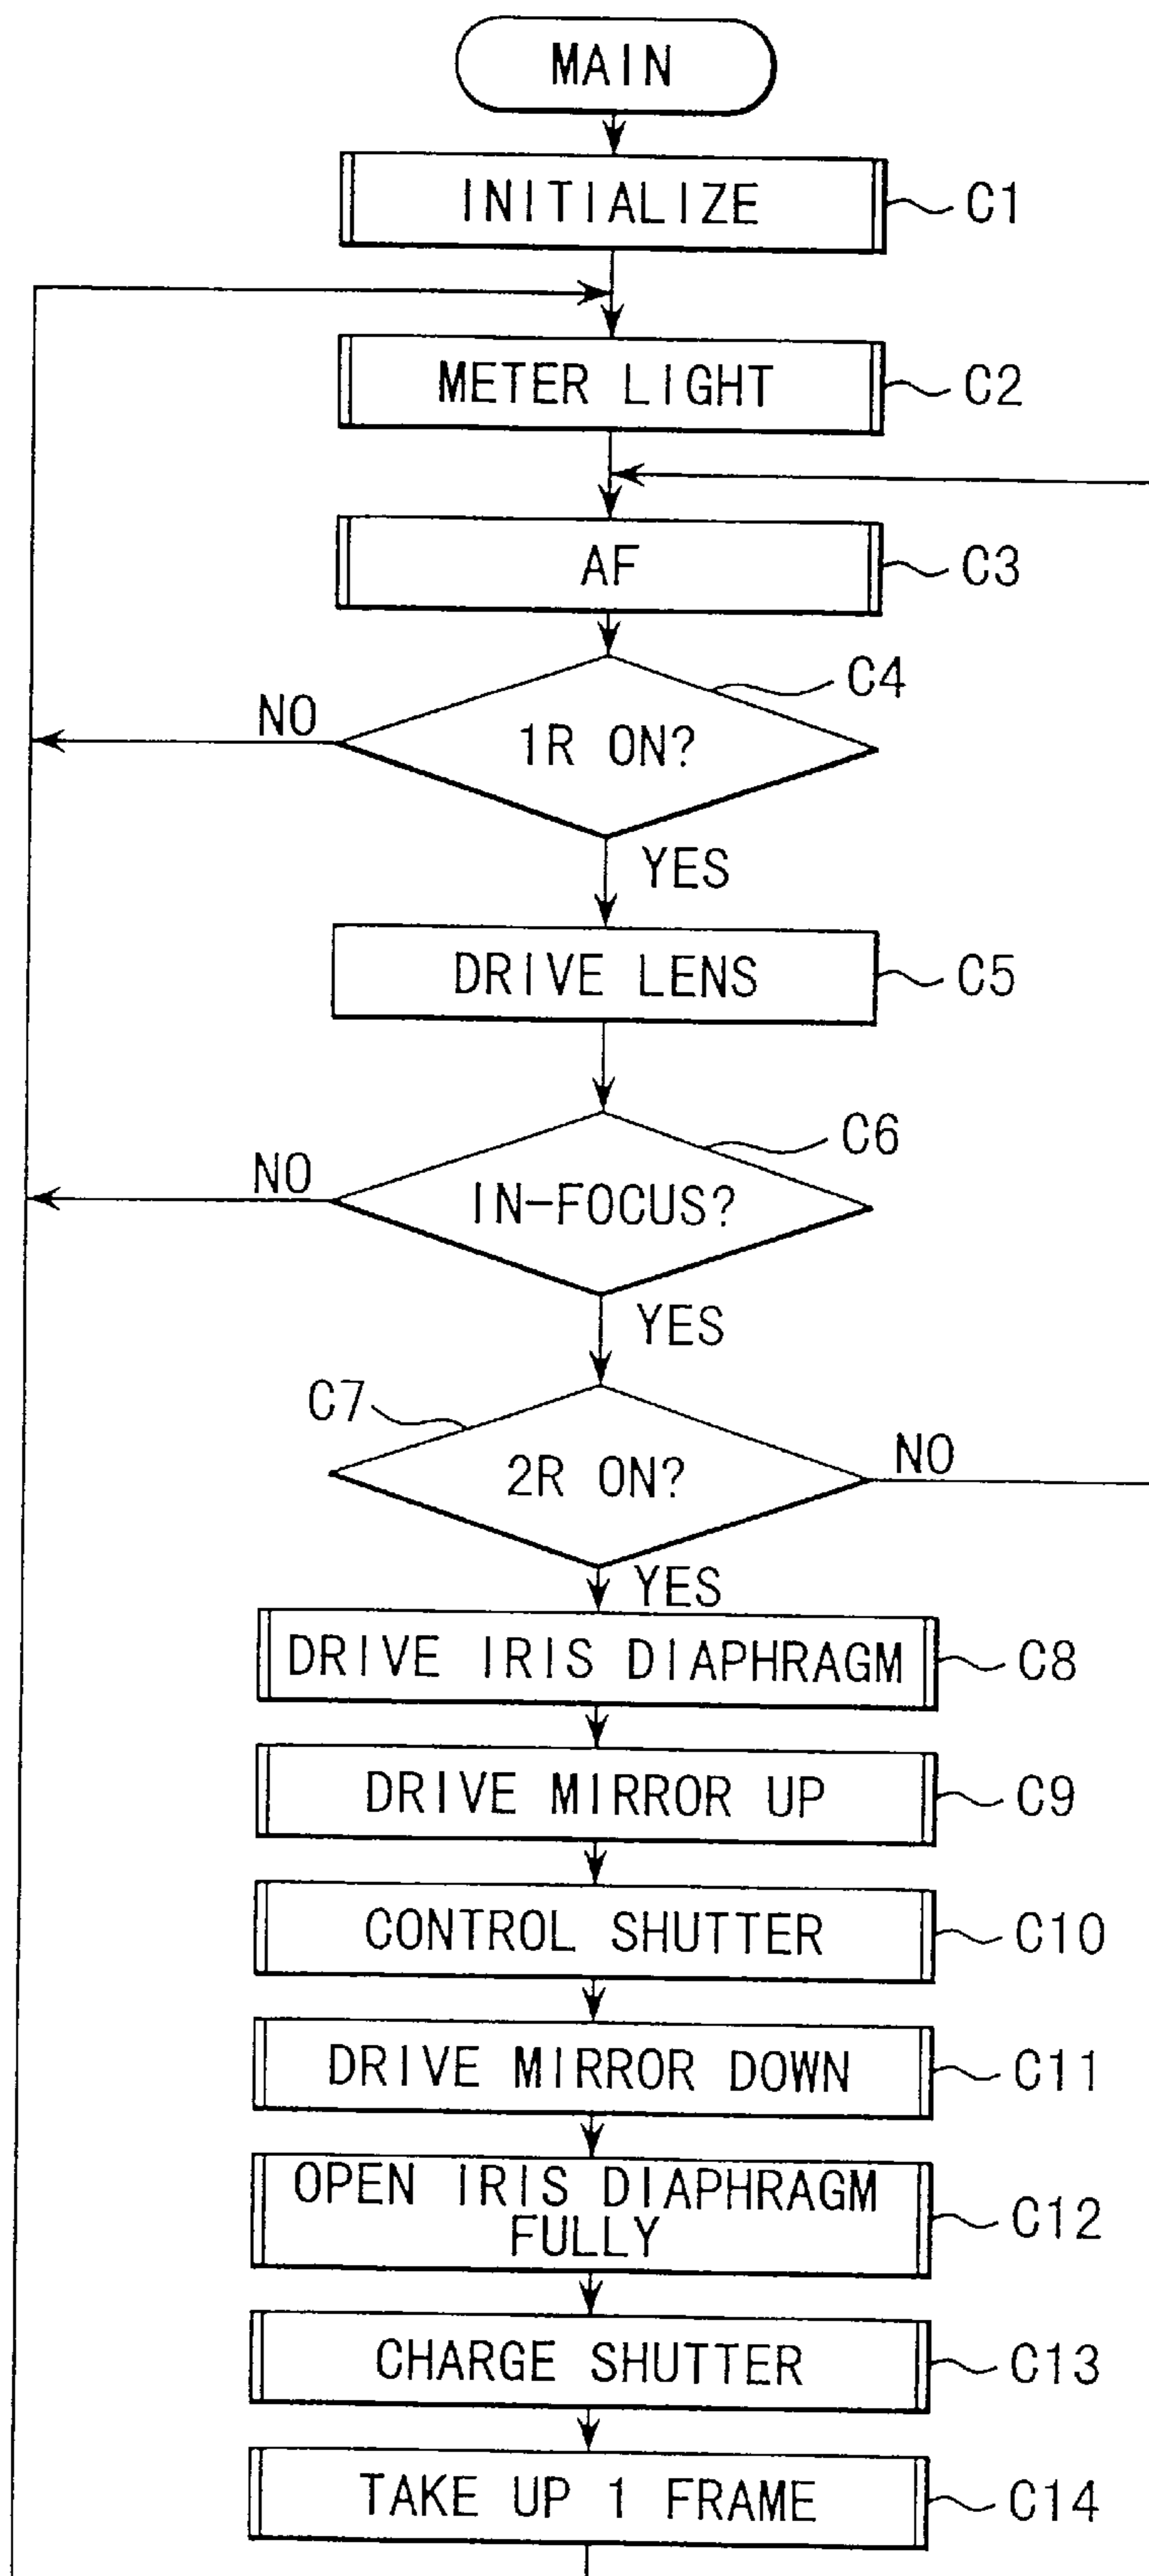 MAIN
INITIALIZE
C1
METER LIGHT
C2
AF
C3
C4
NO
1R ON?
YES
DRIVE LENS
C5
C6
NO
IN-FOCUS?
YES
C7
NO
2R ON?
YES
DRIVE IRIS DIAPHRAGM
C8
DRIVE MIRROR UP
C9
CONTROL SHUTTER
C10
DRIVE MIRROR DOWN
C11
OPEN IRIS DIAPHRAGM
FULLY
C12
CHARGE SHUTTER
C13
TAKE UP 1 FRAME
C14